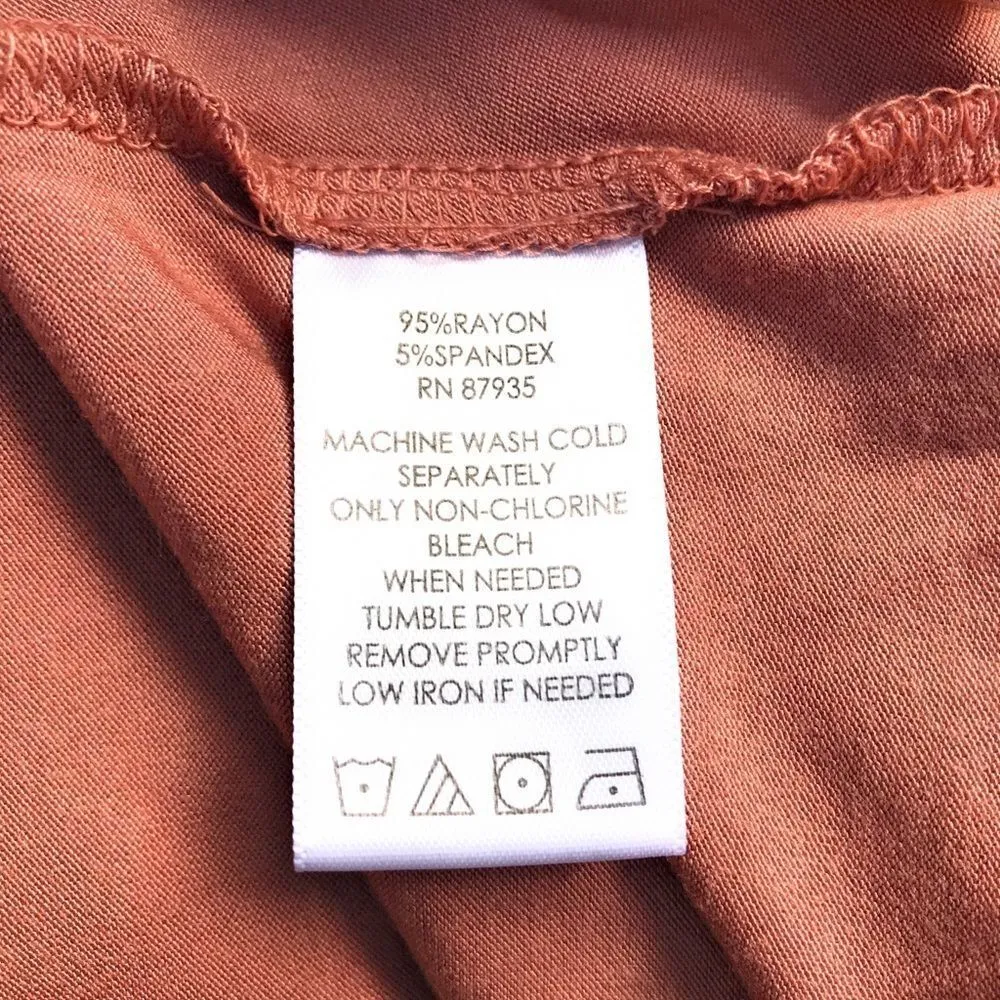 95%RAYON
5%SPANDEX
RN 87935
MACHINE WASH COLD
SEPARATELY
ONLY NON-CHLORINE
BLEACH
WHEN NEEDED
TUMBLE DRY LOW
REMOVE PROMPTLY
LOW IRON IF NEEDED